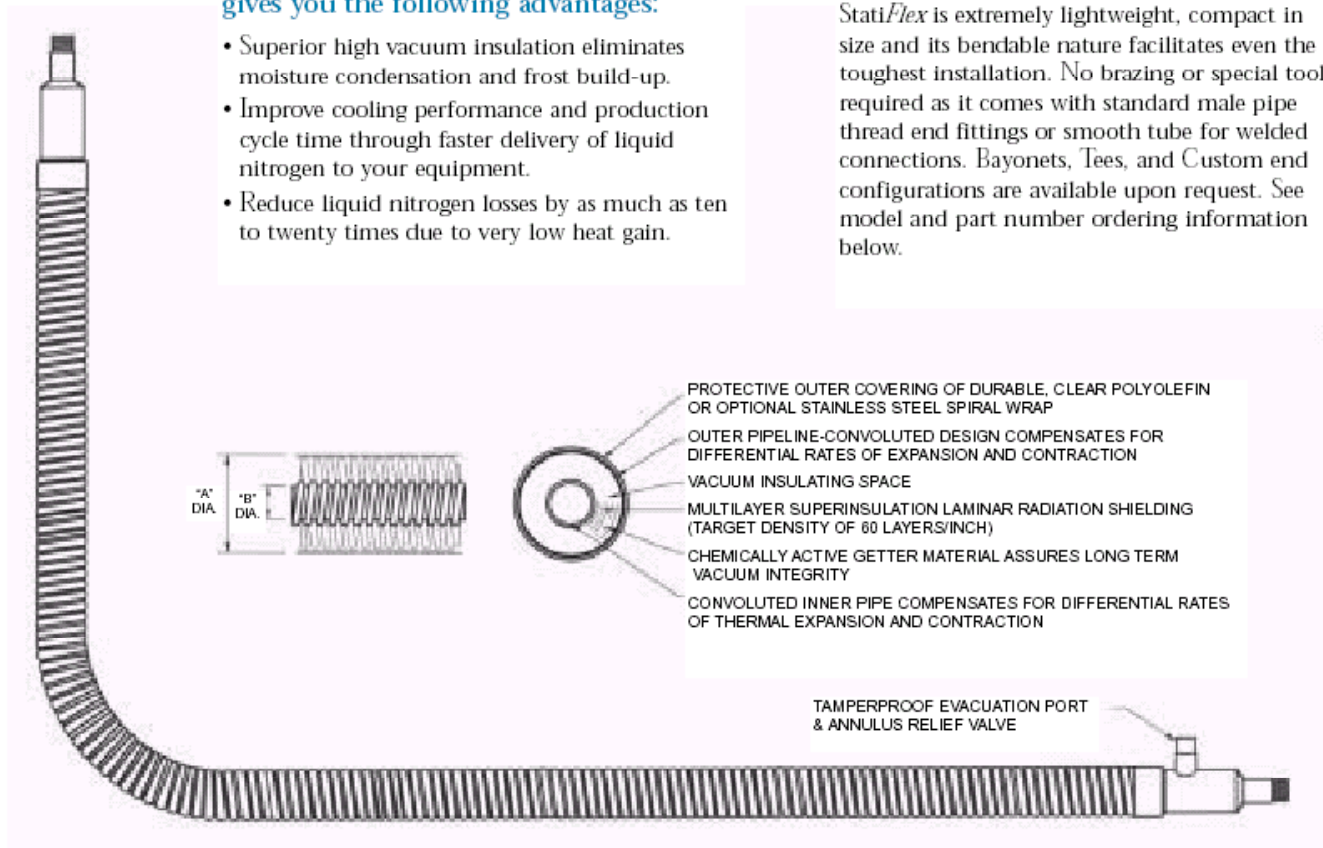 gives you the following advantages:
• Superior high vacuum insulation eliminates
moisture condensation and frost build-up.
• Improve cooling performance and production
cycle time through faster delivery of liquid
nitrogen to your equipment.
• Reduce liquid nitrogen losses by as much as ten
to twenty times due to very low heat gain.
StatiFlex is extremely lightweight, compact in
size and its bendable nature facilitates even the
toughest installation. No brazing or special tool
required as it comes with standard male pipe
thread end fittings or smooth tube for welded
connections. Bayonets, Tees, and Custom end
configurations are available upon request. See
model and part number ordering information
below.
"A"
DIA.
"B"
DIA.
PROTECTIVE OUTER COVERING OF DURABLE, CLEAR POLYOLEFIN
OR OPTIONAL STAINLESS STEEL SPIRAL WRAP
OUTER PIPELINE-CONVOLUTED DESIGN COMPENSATES FOR
DIFFERENTIAL RATES OF EXPANSION AND CONTRACTION
VACUUM INSULATING SPACE
MULTILAYER SUPERINSULATION LAMINAR RADIATION SHIELDING
(TARGET DENSITY OF 60 LAYERS/INCH)
CHEMICALLY ACTIVE GETTER MATERIAL ASSURES LONG TERM
VACUUM INTEGRITY
CONVOLUTED INNER PIPE COMPENSATES FOR DIFFERENTIAL RATES
OF THERMAL EXPANSION AND CONTRACTION
TAMPERPROOF EVACUATION PORT
& ANNULUS RELIEF VALVE